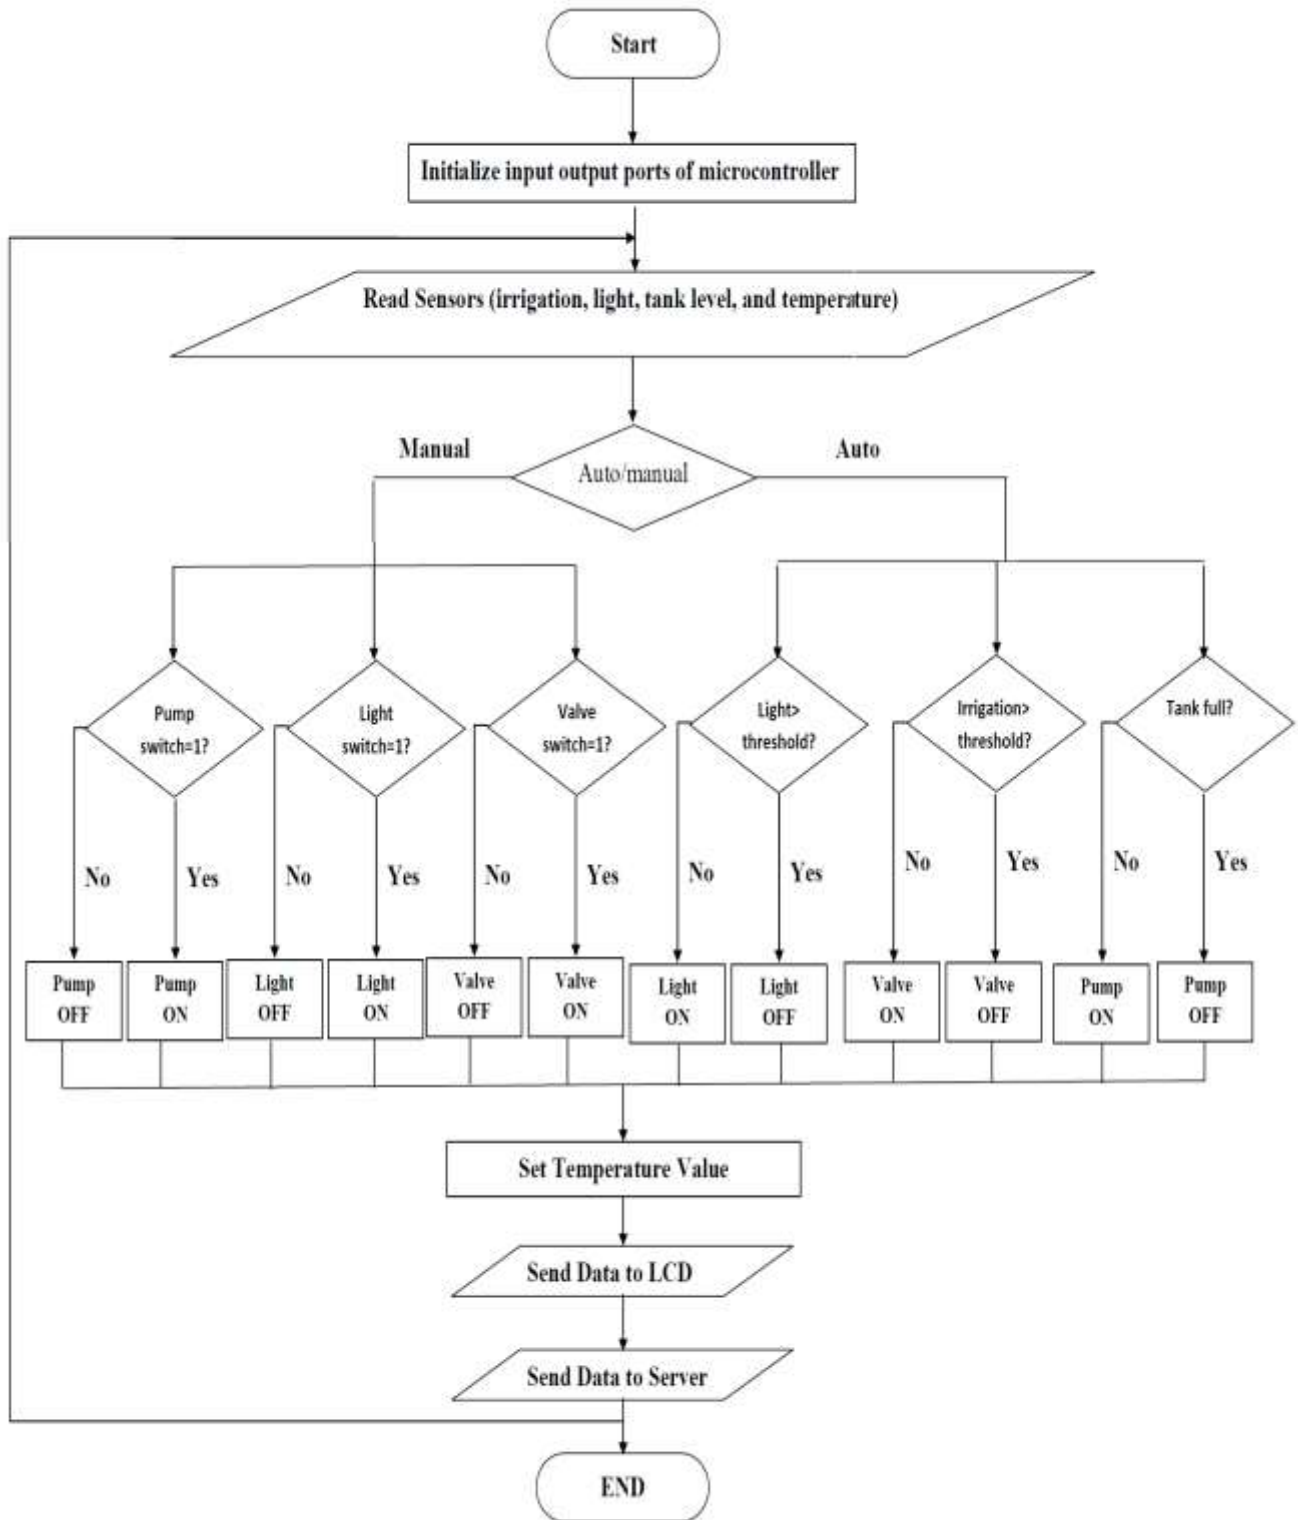 Start
Initialize input output ports of microcontroller
Read Sensors (irrigation, light, tank level, and temperature)
Manual
Auto
Auto/manual
Pump
switch=1?
Light
switch=1?
Valve
switch=1?
Light>
threshold?
Irrigation>
threshold?
Tank full?
No
Yes
No
Yes
No
Yes
No
Yes
No
Yes
No
Yes
Pump
OFF
Pump
ON
Light
OFF
Light
ON
Valve
OFF
Valve
ON
Light
ON
Light
OFF
Valve
ON
Valve
OFF
Pump
ON
Pump
OFF
Set Temperature Value
Send Data to LCD
Send Data to Server
END